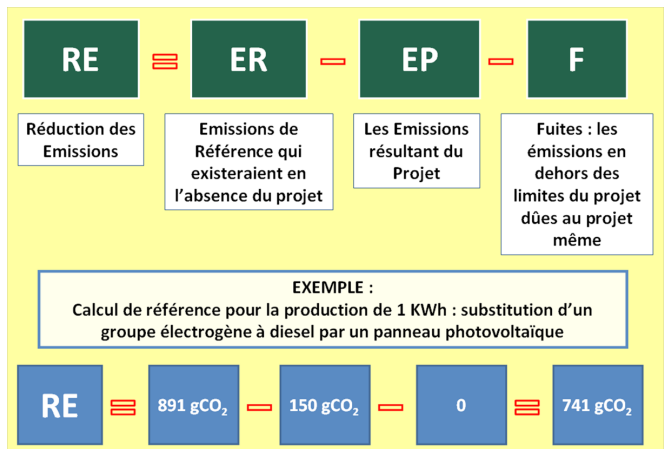 RE = ER − EP − F
Réduction des
Emissions
Emissions de
Référence qui
existeraient en
l’absence du projet
Les Emissions
résultant du
Projet
Fuites : les
émissions en
dehors des
limites du projet
dûes au projet
même
EXEMPLE :
Calcul de référence pour la production de 1 KWh : substitution d’un
groupe électrogène à diesel par un panneau photovoltaïque
RE = 891 gCO₂ − 150 gCO₂ − 0 = 741 gCO₂